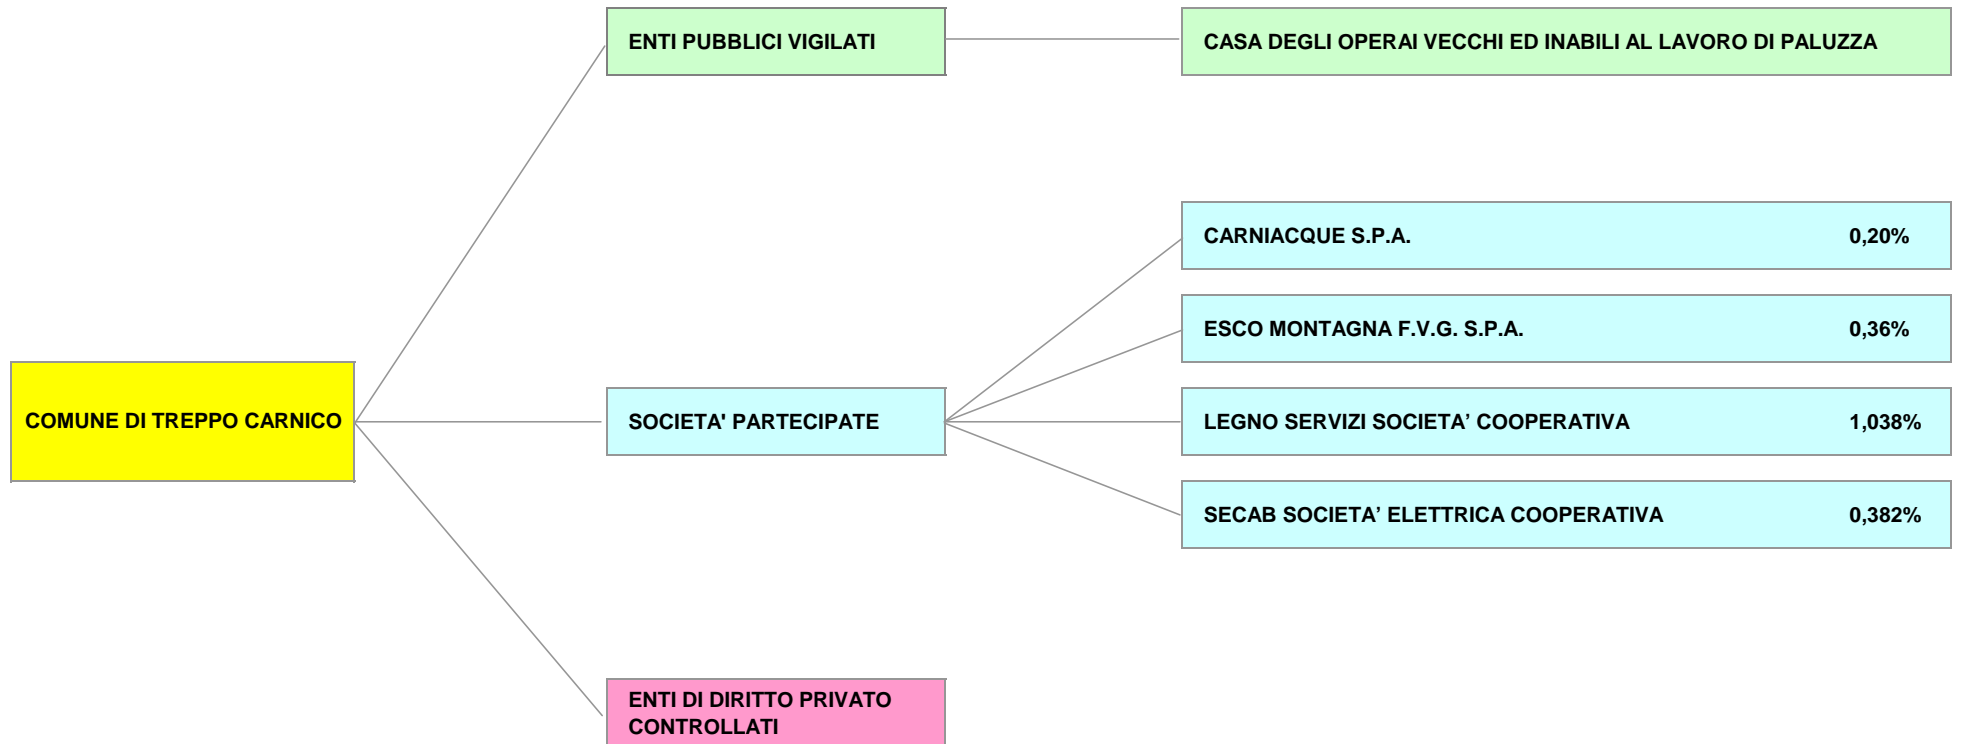 ENTI PUBBLICI VIGILATI
CASA DEGLI OPERAI VECCHI ED INABILI AL LAVORO DI PALUZZA
CARNIACQUE S.P.A. 0,20%
ESCO MONTAGNA F.V.G. S.P.A. 0,36%
COMUNE DI TREPPO CARNICO
SOCIETA' PARTECIPATE
LEGNO SERVIZI SOCIETA’ COOPERATIVA 1,038%
SECAB SOCIETA’ ELETTRICA COOPERATIVA 0,382%
ENTI DI DIRITTO PRIVATO
CONTROLLATI